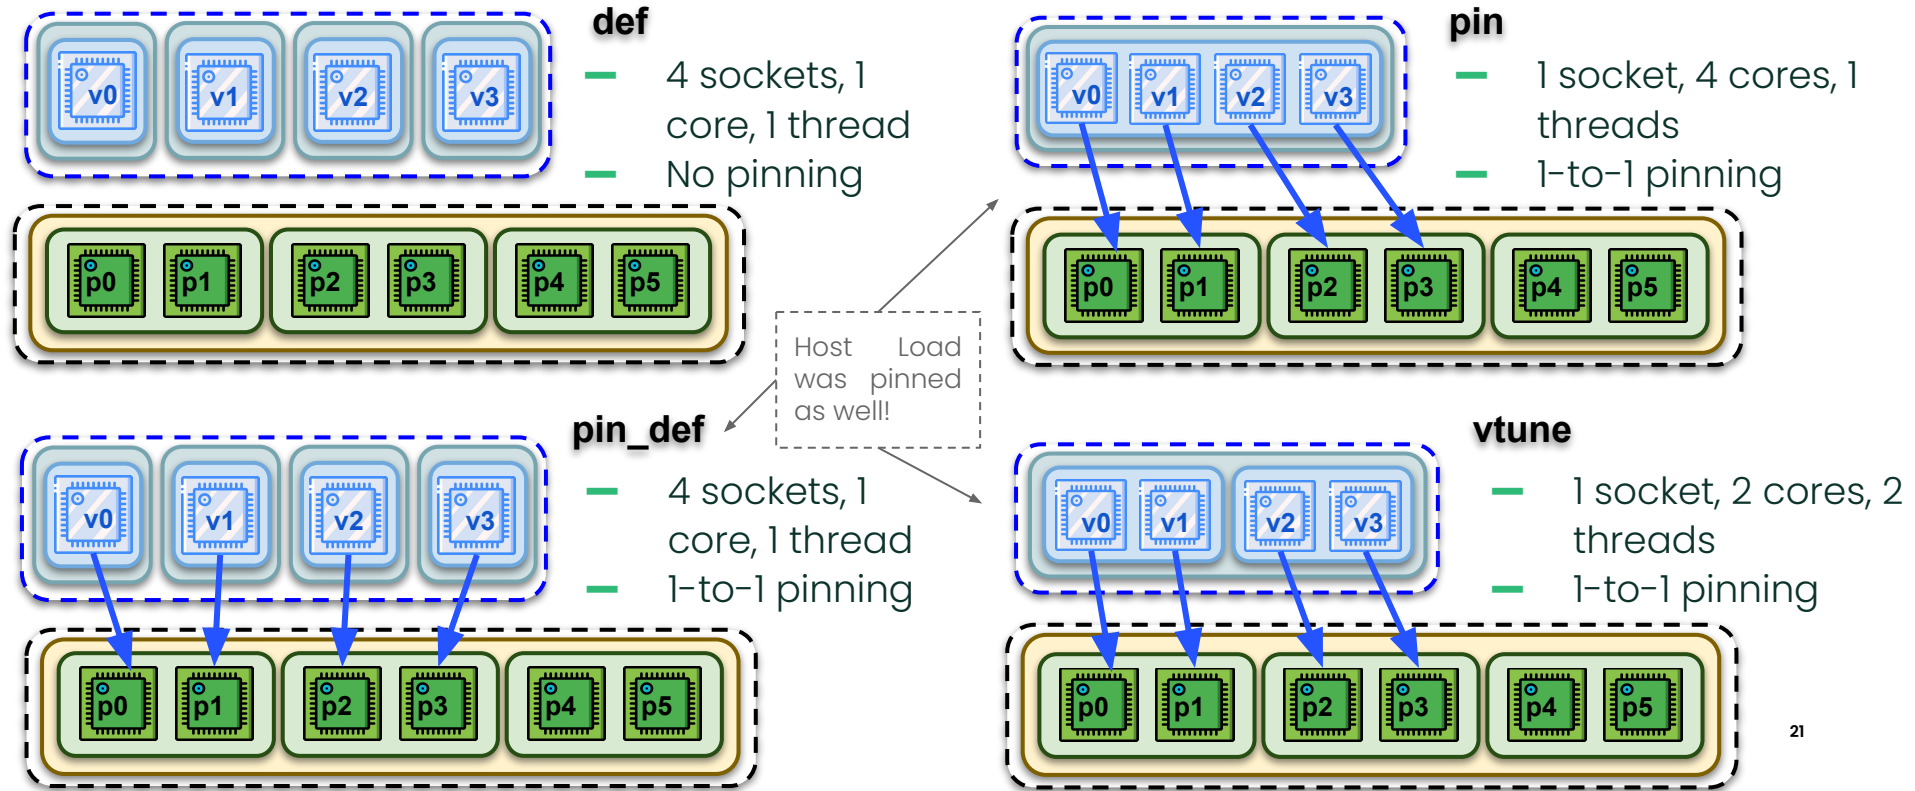 def
v0 v1 v2 v3
4 sockets, 1
core, 1 thread
No pinning
p0 p1 p2 p3 p4 p5
pin
v0 v1 v2 v3
1 socket, 4 cores, 1
threads
1-to-1 pinning
p0 p1 p2 p3 p4 p5
Host Load
was pinned
as well!
pin_def
v0 v1 v2 v3
4 sockets, 1
core, 1 thread
1-to-1 pinning
p0 p1 p2 p3 p4 p5
vtune
v0 v1 v2 v3
1 socket, 2 cores, 2
threads
1-to-1 pinning
p0 p1 p2 p3 p4 p5
21